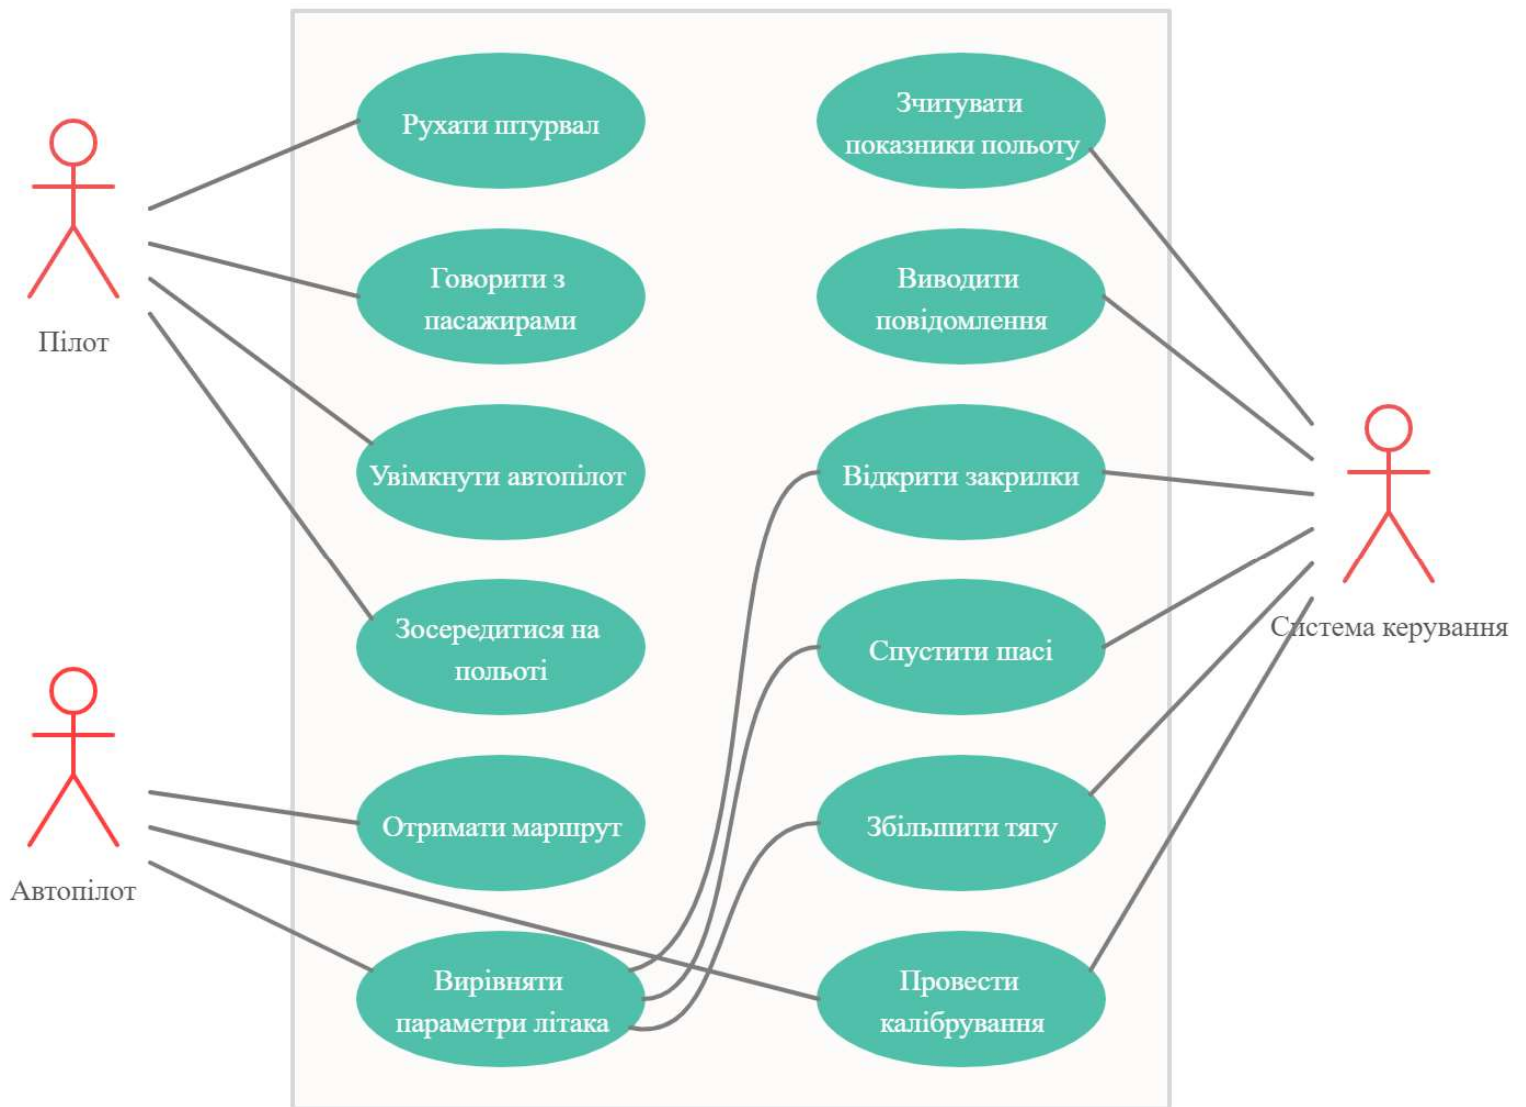 Рухати штурвал
Зчитувати
показники польоту
Пілот
Говорити з
пасажирами
Виводити
повідомлення
Увімкнути автопілот
Відкрити закрилки
Система керування
Зосередитися на
польоті
Спустити шасі
Автопілот
Отримати маршрут
Збільшити тягу
Вирівняти
параметри літака
Провести
калібрування